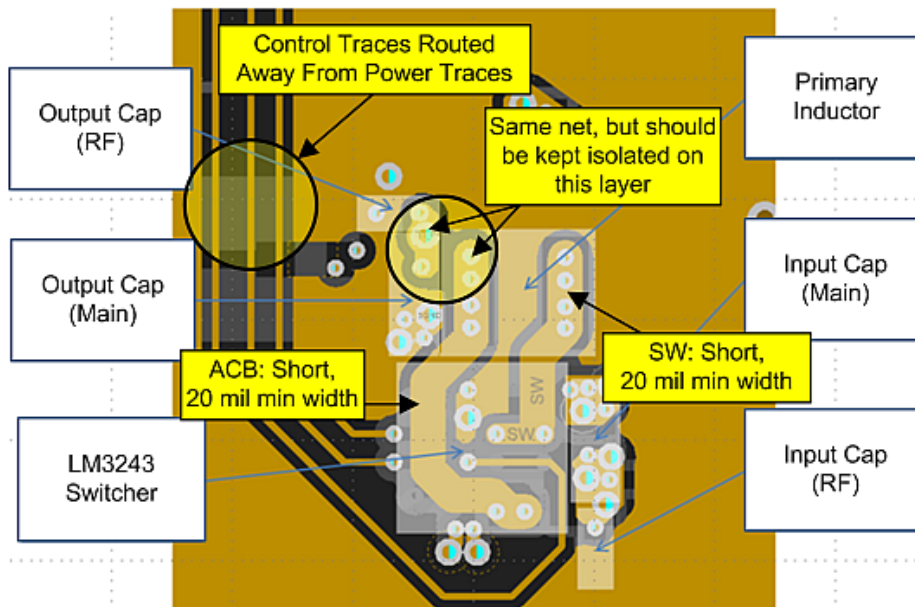 Control Traces Routed
Away From Power Traces
Output Cap
(RF)
Primary
Inductor
Same net, but should
be kept isolated on
this layer
Output Cap
(Main)
Input Cap
(Main)
ACB: Short,
20 mil min width
SW: Short,
20 mil min width
SW
SW
LM3243
Switcher
Input Cap
(RF)